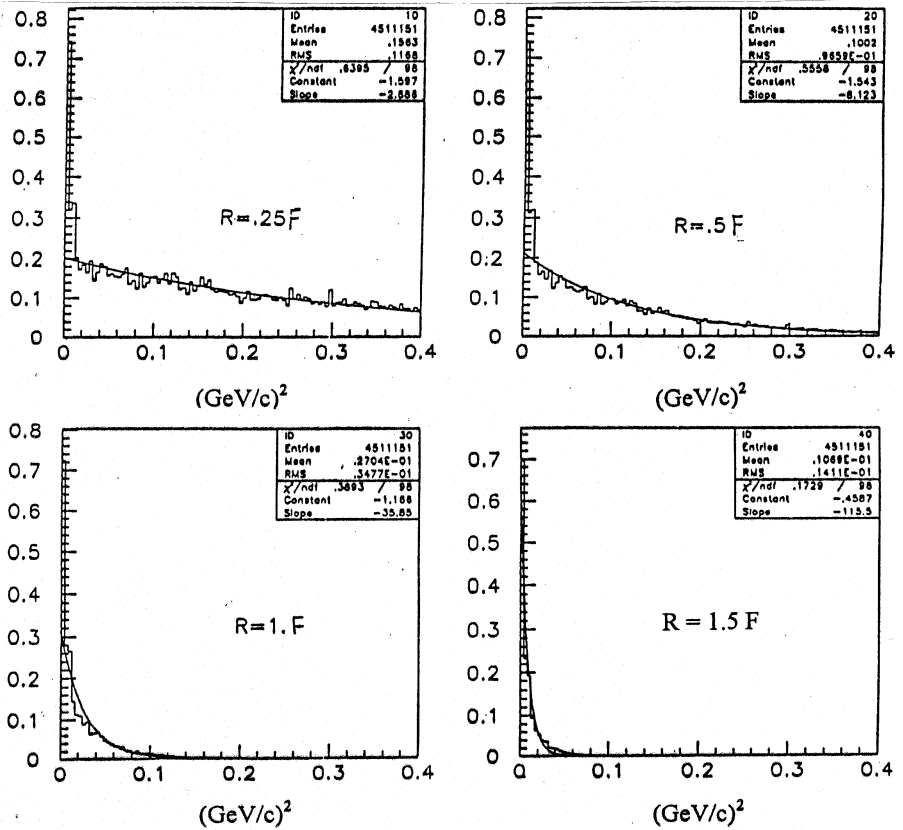 ID 10
Entries 4511151
Mean .1563
RMS .1168
χ²/ndf .6395 / 98
Constant -1.597
Slope -2.886
0.8
0.7
0.6
0.5
0.4
0.3
0.2
0.1
0
R=.25F
0 0.1 0.2 0.3 0.4
(GeV/c)²
ID 20
Entries 4511151
Mean .1002
RMS .9659E-01
χ²/ndf .5558 / 98
Constant -1.543
Slope -8.123
0.8
0.7
0.6
0.5
0.4
0.3
0.2
0.1
0
R=.5 F
0 0.1 0.2 0.3 0.4
(GeV/c)²
ID 30
Entries 4511151
Mean .2704E-01
RMS .3477E-01
χ²/ndf .3893 / 98
Constant -1.166
Slope -35.85
0.8
0.7
0.6
0.5
0.4
0.3
0.2
0.1
0
R=1. F
0 0.1 0.2 0.3 0.4
(GeV/c)²
ID 40
Entries 4511151
Mean .1069E-01
RMS .1411E-01
χ²/ndf .1729 / 98
Constant -.4587
Slope -115.5
0.7
0.6
0.5
0.4
0.3
0.2
0.1
0
R = 1.5 F
0 0.1 0.2 0.3 0.4
(GeV/c)²